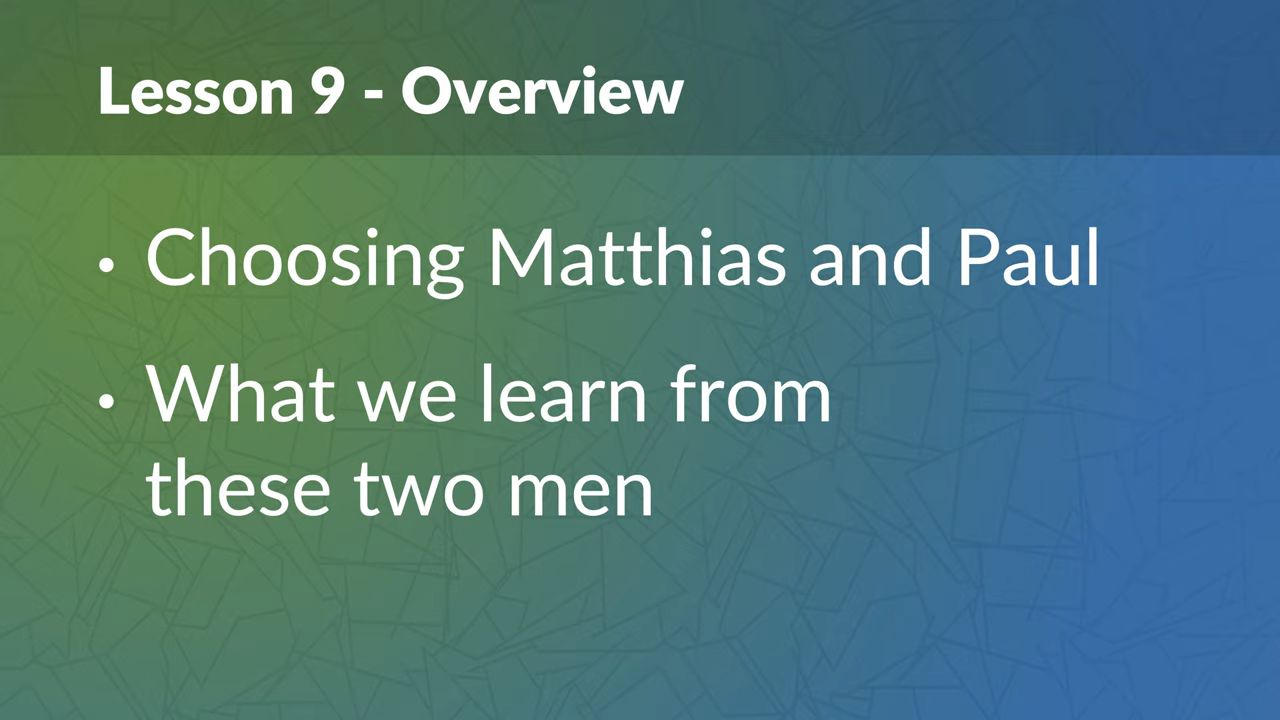 Lesson 9 - Overview
• Choosing Matthias and Paul
• What we learn from
these two men